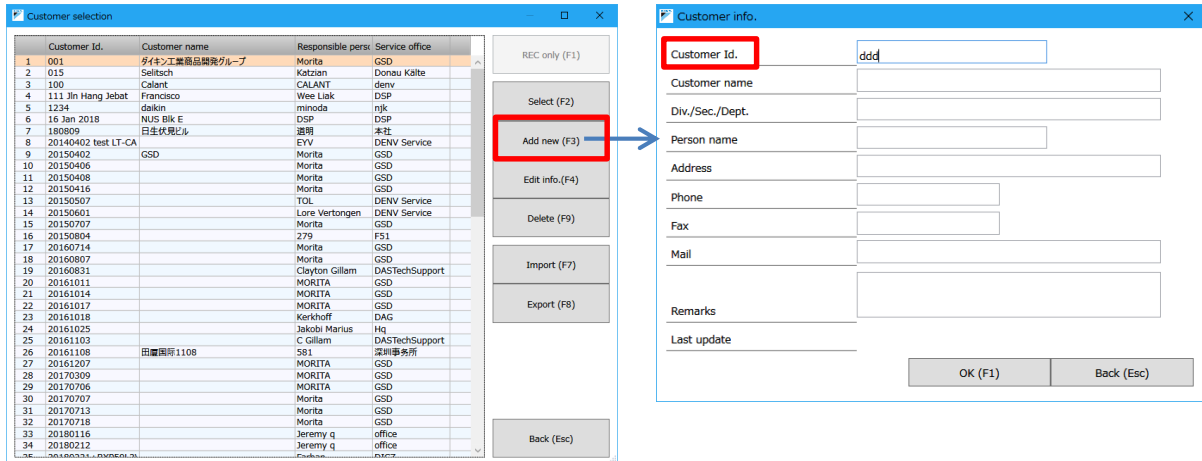 Customer selection
Customer Id. Customer name Responsible perso Service office
1 001 ダイキン工業商品開発グループ Morita GSD
2 015 Selitsch Katzian Donau Kälte
3 100 Calant CALANT denv
4 111 Jln Hang Jebat Francisco Wee Liak DSP
5 1234 daikin minoda njk
6 16 Jan 2018 NUS Blk E DSP DSP
7 180809 日生伏見ビル 道明 本社
8 20140402 test LT-CA EYV DENV Service
9 20150402 GSD Morita GSD
10 20150406 Morita GSD
11 20150408 Morita GSD
12 20150416 Morita GSD
13 20150507 TOL DENV Service
14 20150601 Lore Vertongen DENV Service
15 20150707 Morita GSD
16 20150804 279 F51
17 20160714 Morita GSD
18 20160807 Morita GSD
19 20160831 Clayton Gillam DASTechSupport
20 20161011 MORITA GSD
21 20161014 MORITA GSD
22 20161017 MORITA GSD
23 20161018 Kerkhoff DAG
24 20161025 Jakobi Marius Hq
25 20161103 C Gillam DASTechSupport
26 20161108 田厦国际1108 581 深圳事务所
27 20161207 MORITA GSD
28 20170309 MORITA GSD
29 20170706 MORITA GSD
30 20170707 Morita GSD
31 20170713 Morita GSD
32 20170718 Morita GSD
33 20180116 Jeremy q office
34 20180212 Jeremy q office
REC only (F1)
Select (F2)
Add new (F3)
Edit info.(F4)
Delete (F9)
Import (F7)
Export (F8)
Back (Esc)
Customer info.
Customer Id. ddd
Customer name
Div./Sec./Dept.
Person name
Address
Phone
Fax
Mail
Remarks
Last update
OK (F1) Back (Esc)